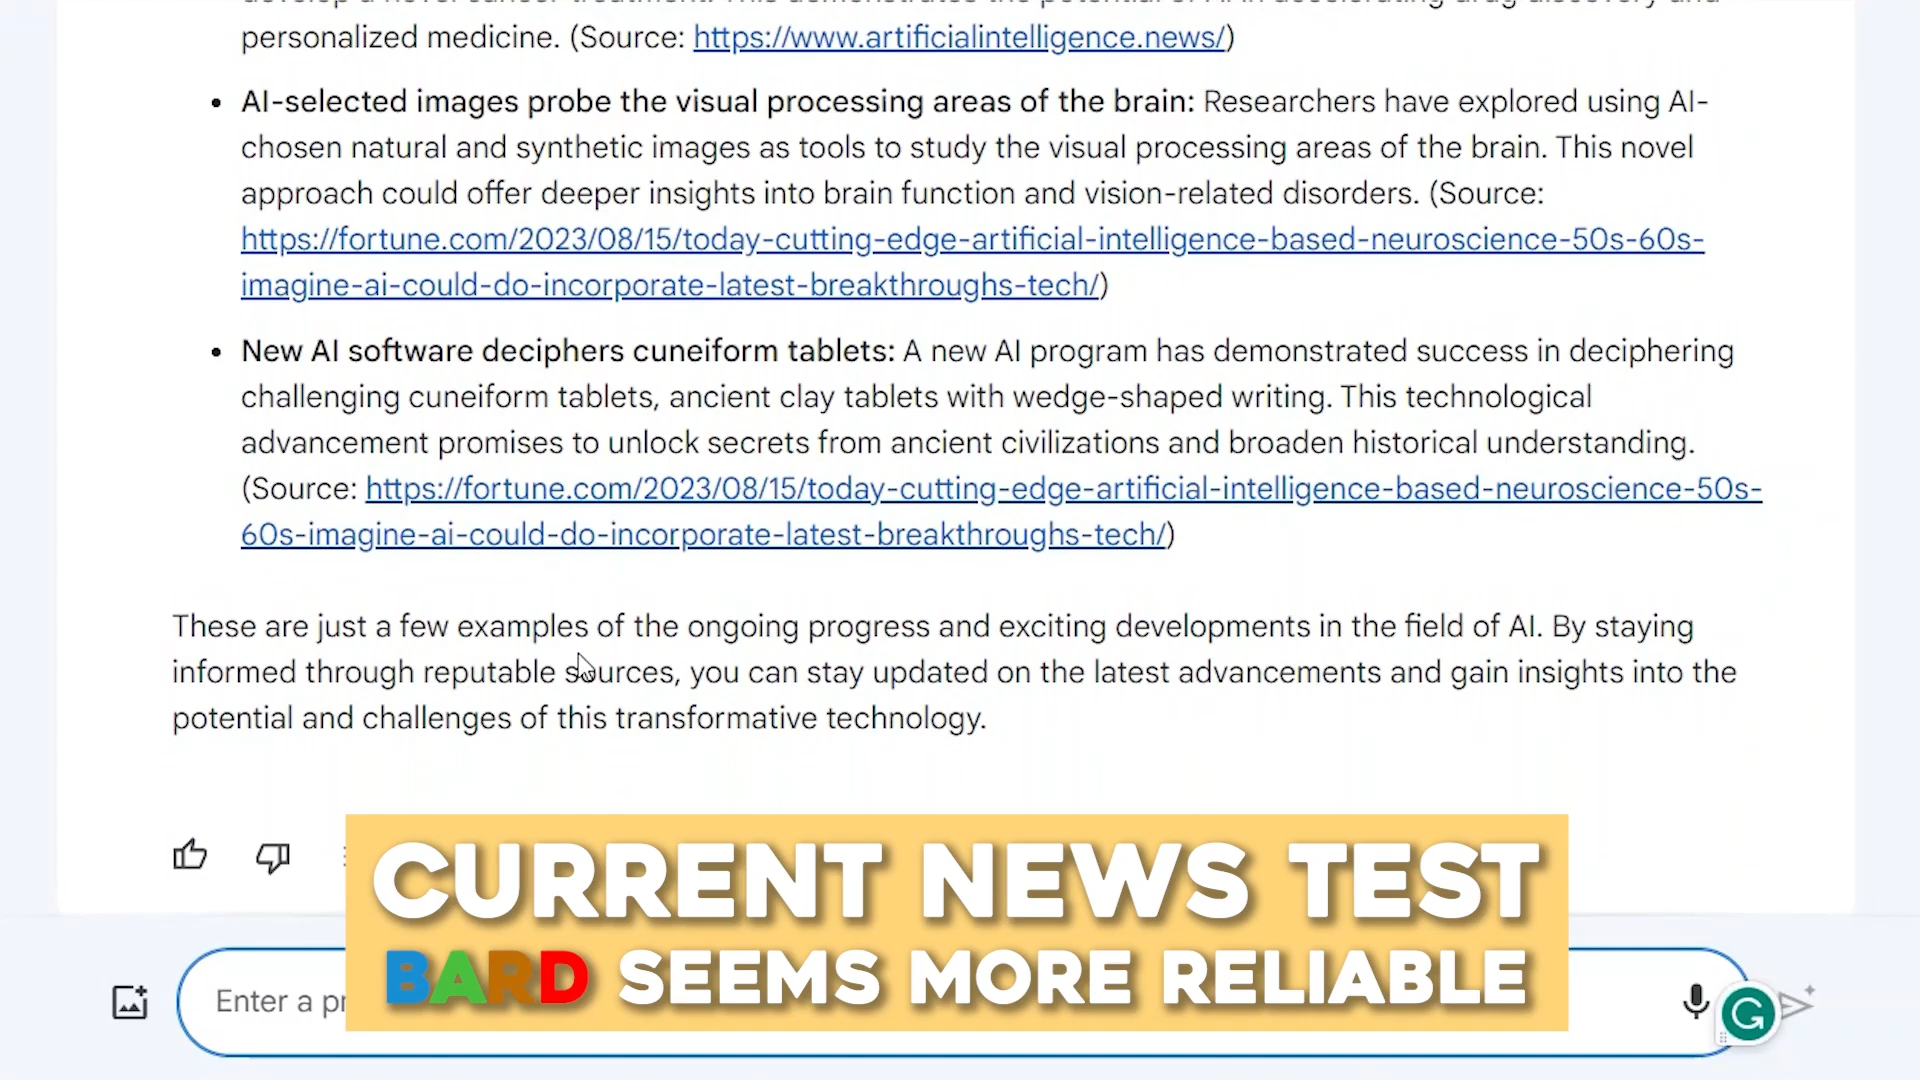 personalized medicine. (Source: https://www.artificialintelligence.news/)
• AI-selected images probe the visual processing areas of the brain: Researchers have explored using AI-
chosen natural and synthetic images as tools to study the visual processing areas of the brain. This novel
approach could offer deeper insights into brain function and vision-related disorders. (Source:
https://fortune.com/2023/08/15/today-cutting-edge-artificial-intelligence-based-neuroscience-50s-60s-
imagine-ai-could-do-incorporate-latest-breakthroughs-tech/)
• New AI software deciphers cuneiform tablets: A new AI program has demonstrated success in deciphering
challenging cuneiform tablets, ancient clay tablets with wedge-shaped writing. This technological
advancement promises to unlock secrets from ancient civilizations and broaden historical understanding.
(Source: https://fortune.com/2023/08/15/today-cutting-edge-artificial-intelligence-based-neuroscience-50s-
60s-imagine-ai-could-do-incorporate-latest-breakthroughs-tech/)
These are just a few examples of the ongoing progress and exciting developments in the field of AI. By staying
informed through reputable sources, you can stay updated on the latest advancements and gain insights into the
potential and challenges of this transformative technology.
CURRENT NEWS TEST
BARD SEEMS MORE RELIABLE
Enter a pr